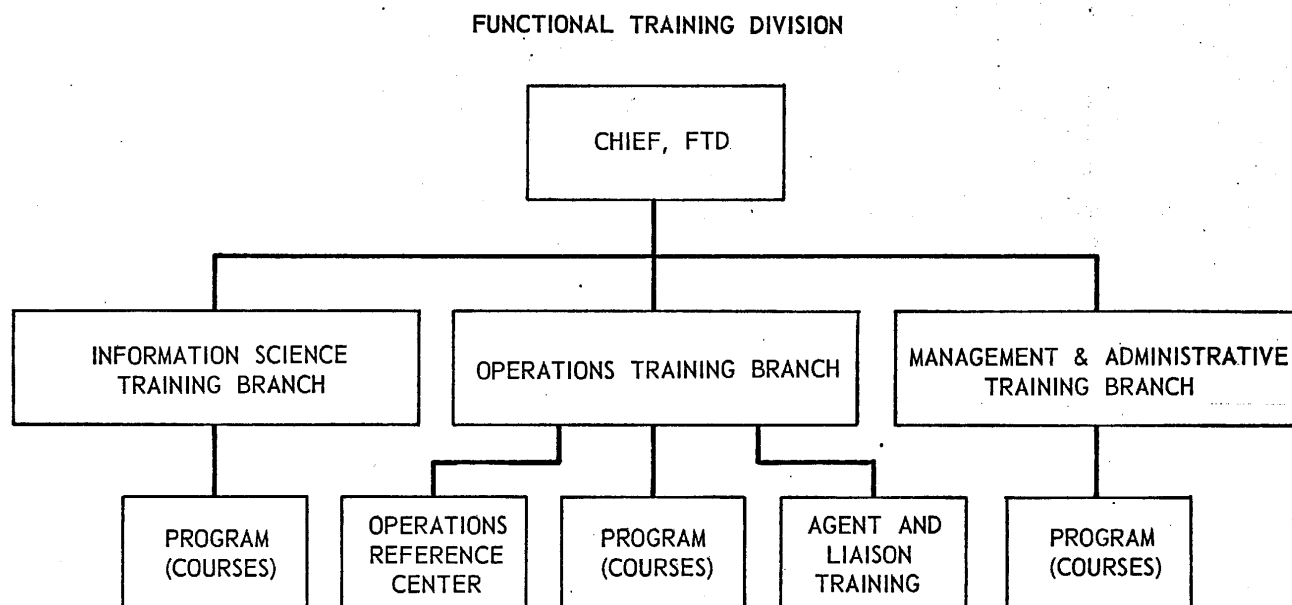 FUNCTIONAL TRAINING DIVISION
CHIEF, FTD
INFORMATION SCIENCE
TRAINING BRANCH
OPERATIONS TRAINING BRANCH
MANAGEMENT & ADMINISTRATIVE
TRAINING BRANCH
PROGRAM
(COURSES)
OPERATIONS
REFERENCE
CENTER
PROGRAM
(COURSES)
AGENT AND
LIAISON
TRAINING
PROGRAM
(COURSES)